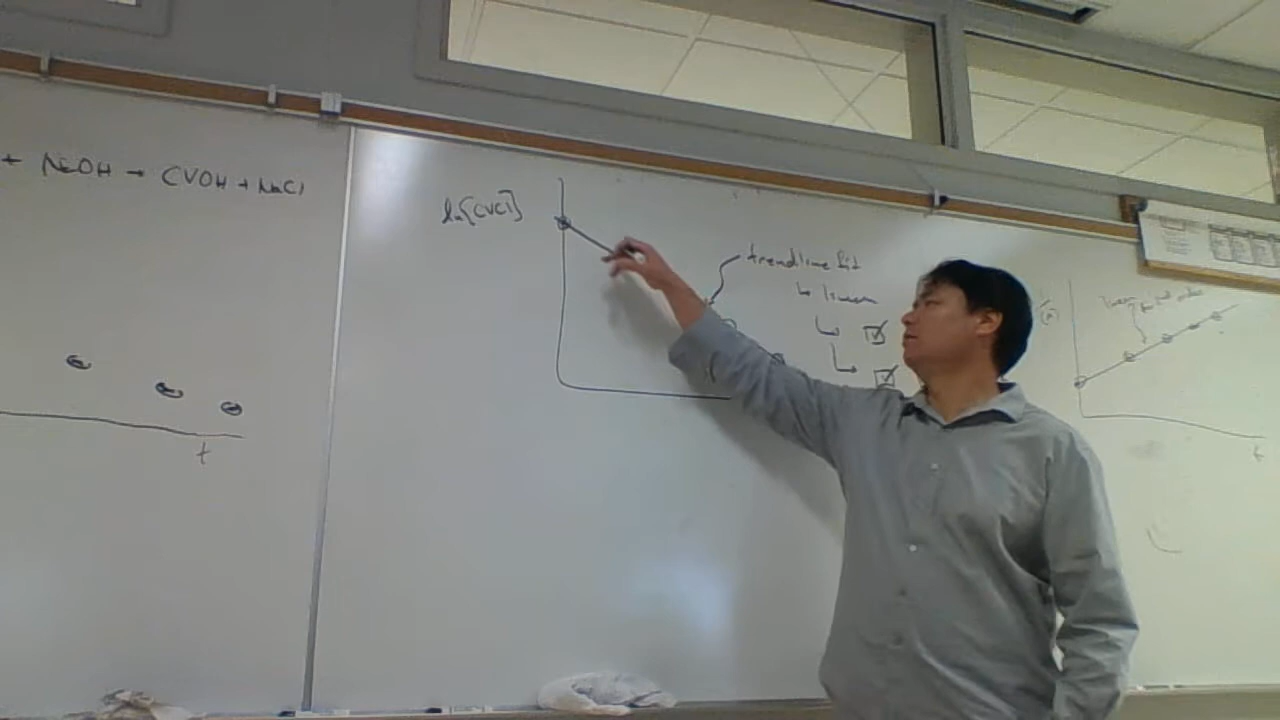 + NaOH → CVOH + NaCl
t
ln[CVCl]
trendline fit
↳ linear
t